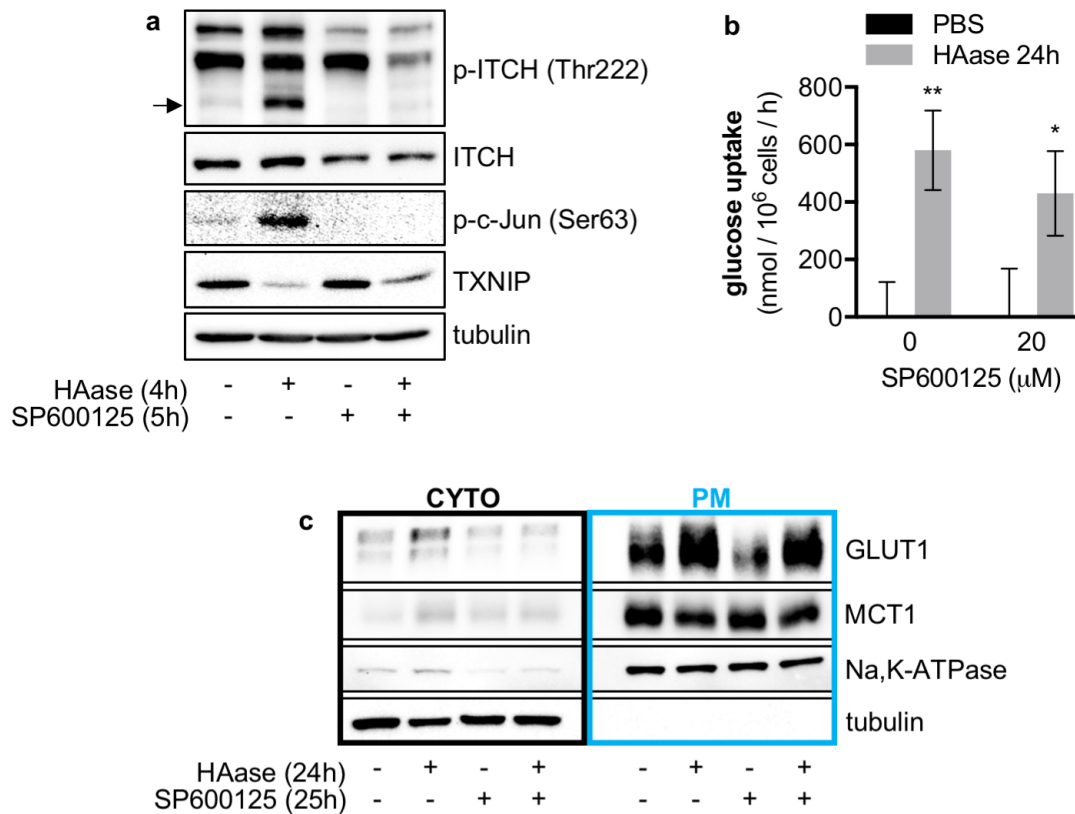 a
p-ITCH (Thr222)
ITCH
p-c-Jun (Ser63)
TXNIP
tubulin
HAase (4h) - + - +
SP600125 (5h) - - + +
b
PBS
HAase 24h
glucose uptake
(nmol / 10⁶ cells / h)
800
600
400
200
0
** *
0 20
SP600125 (µM)
c
CYTO PM
GLUT1
MCT1
Na,K-ATPase
tubulin
HAase (24h) - + - + - + - +
SP600125 (25h) - - + + - - + +